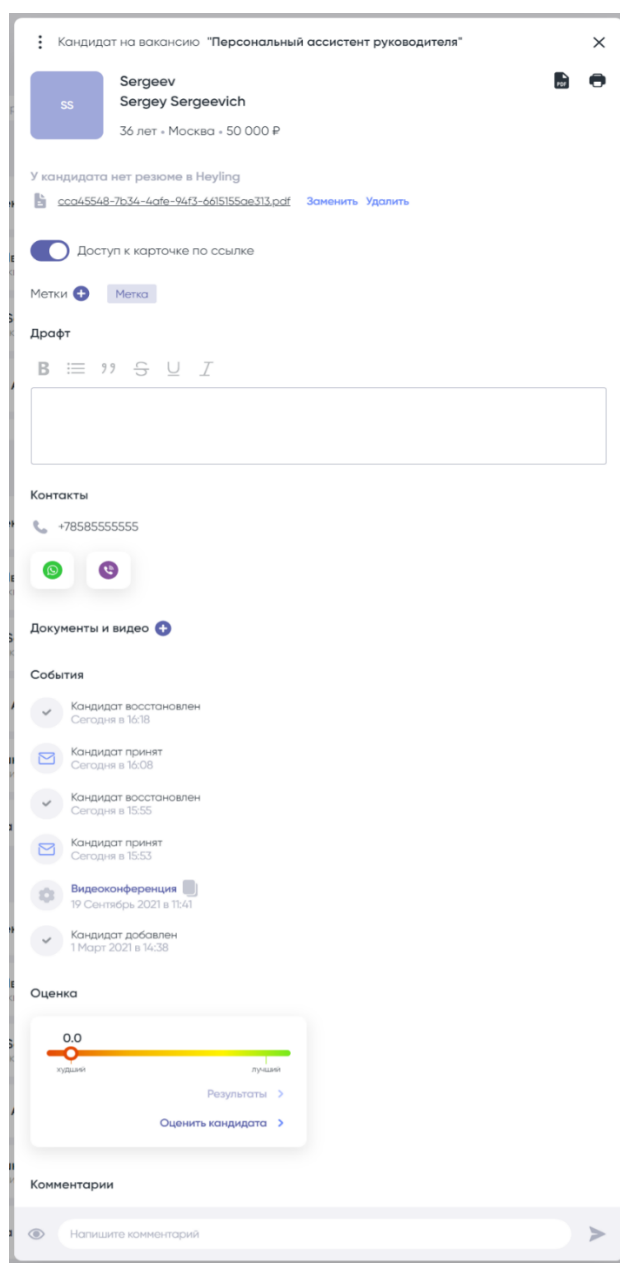 Кандидат на вакансию "Персональный ассистент руководителя"
SS
Sergeev
Sergey Sergeevich
PDF
36 лет • Москва • 50 000 ₽
У кандидата нет резюме в Heyling
cca45548-7b34-4afe-94f3-6615155ae313.pdf Заменить Удалить
Доступ к карточке по ссылке
Метки Метка
Драфт
B S U I
Контакты
+78585555555
Документы и видео
События
Кандидат восстановлен
Сегодня в 16:18
Кандидат принят
Сегодня в 16:08
Кандидат восстановлен
Сегодня в 15:55
Кандидат принят
Сегодня в 15:53
Видеоконференция
19 Сентябрь 2021 в 11:41
Кандидат добавлен
1 Март 2021 в 14:38
Оценка
0.0
худший лучший
Результаты
Оценить кандидата
Комментарии
Напишите комментарий